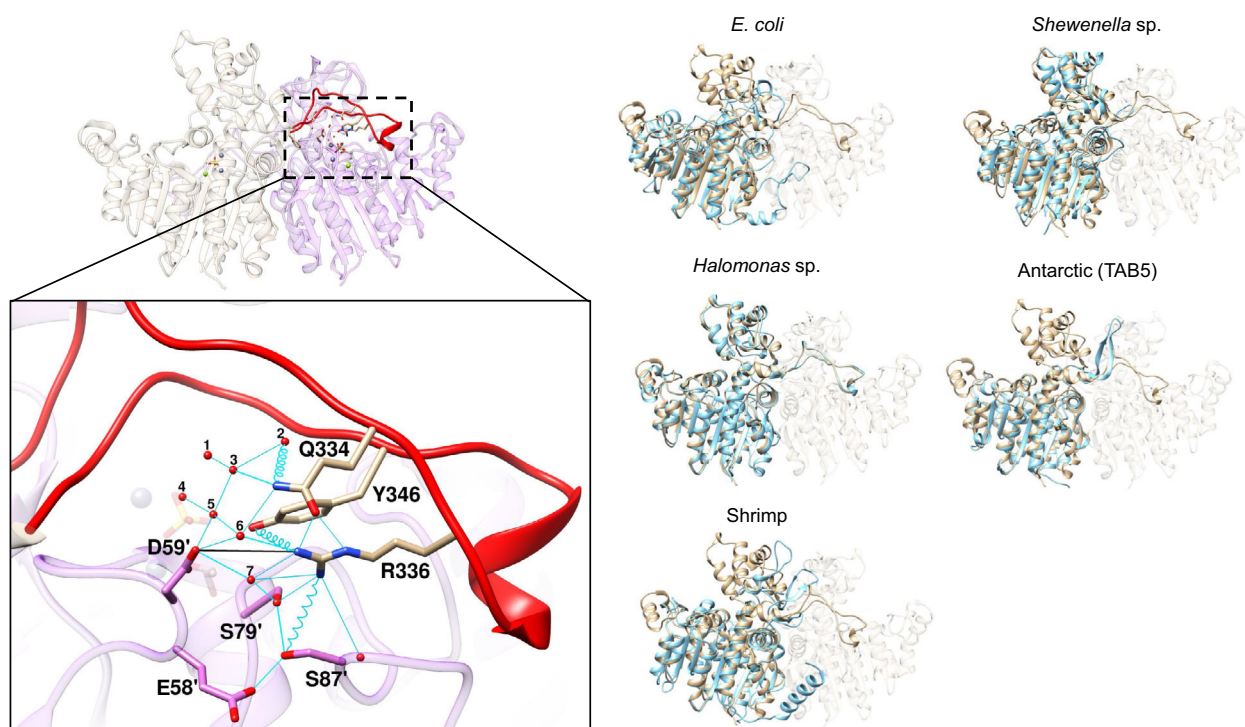 E. coli
Shewenella sp.
Halomonas sp.
Antarctic (TAB5)
Shrimp
1
2
3
Q334
4
5
Y346
6
D59'
R336
7
S79'
E58'
S87'